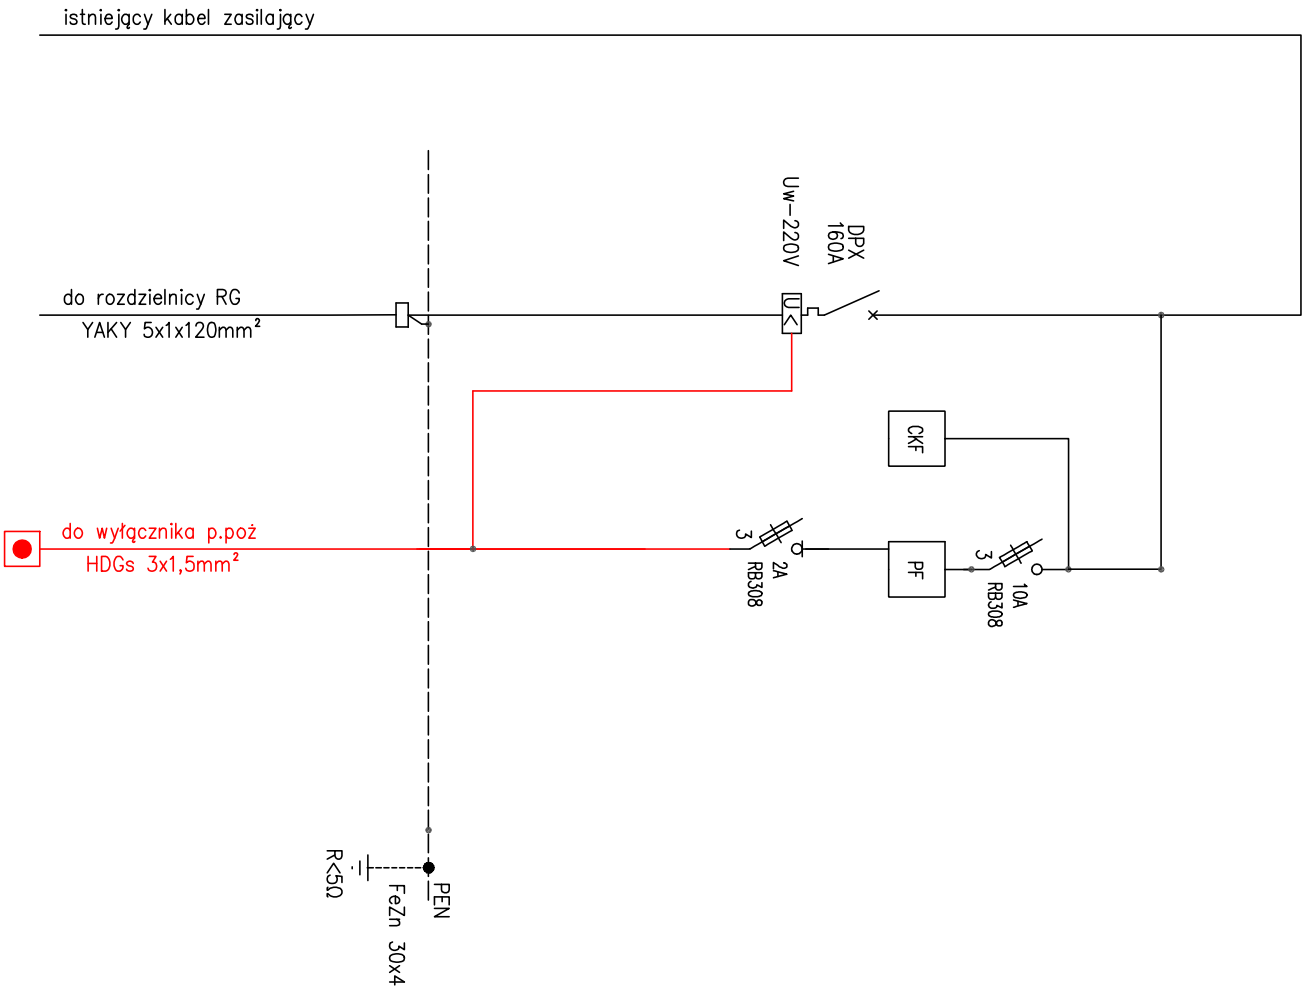 istniejący kabel zasilający
Uw-220V
DPX
160A
U<
do rozdzielnicy RG
YAKY 5x1x120mm²
CKF
do wyłącznika p.poż
HDGs 3x1,5mm²
3
2A
RB308
PF
3
10A
RB308
R<5Ω
PEN
FeZn 30x4